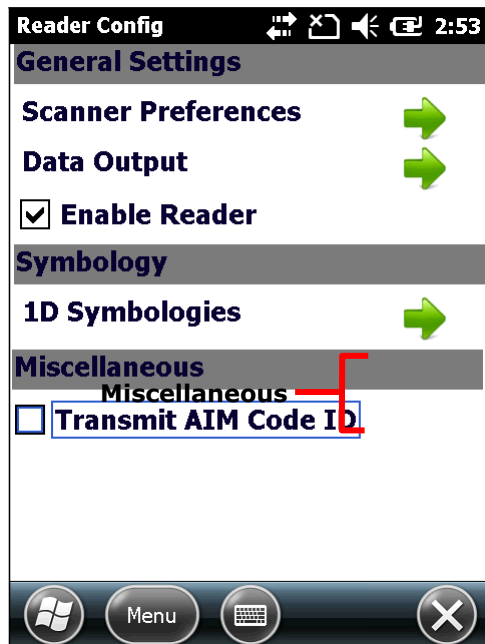 Reader Config 2:53
General Settings
Scanner Preferences
Data Output
Enable Reader
Symbology
1D Symbologies
Miscellaneous
Miscellaneous
Transmit AIM Code ID
Menu